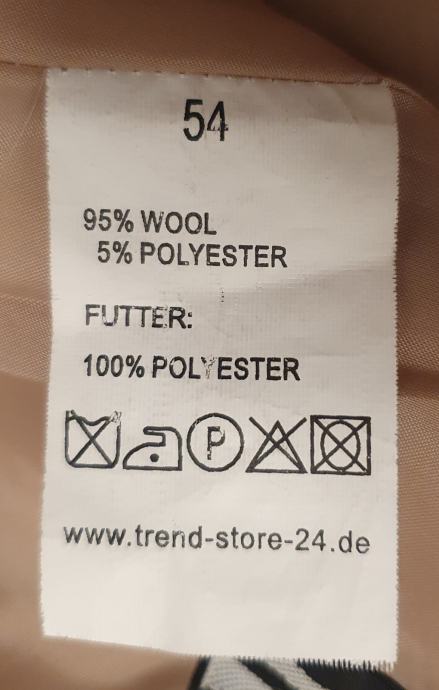 54
95% WOOL
5% POLYESTER
FUTTER:
100% POLYESTER
P
www.trend-store-24.de